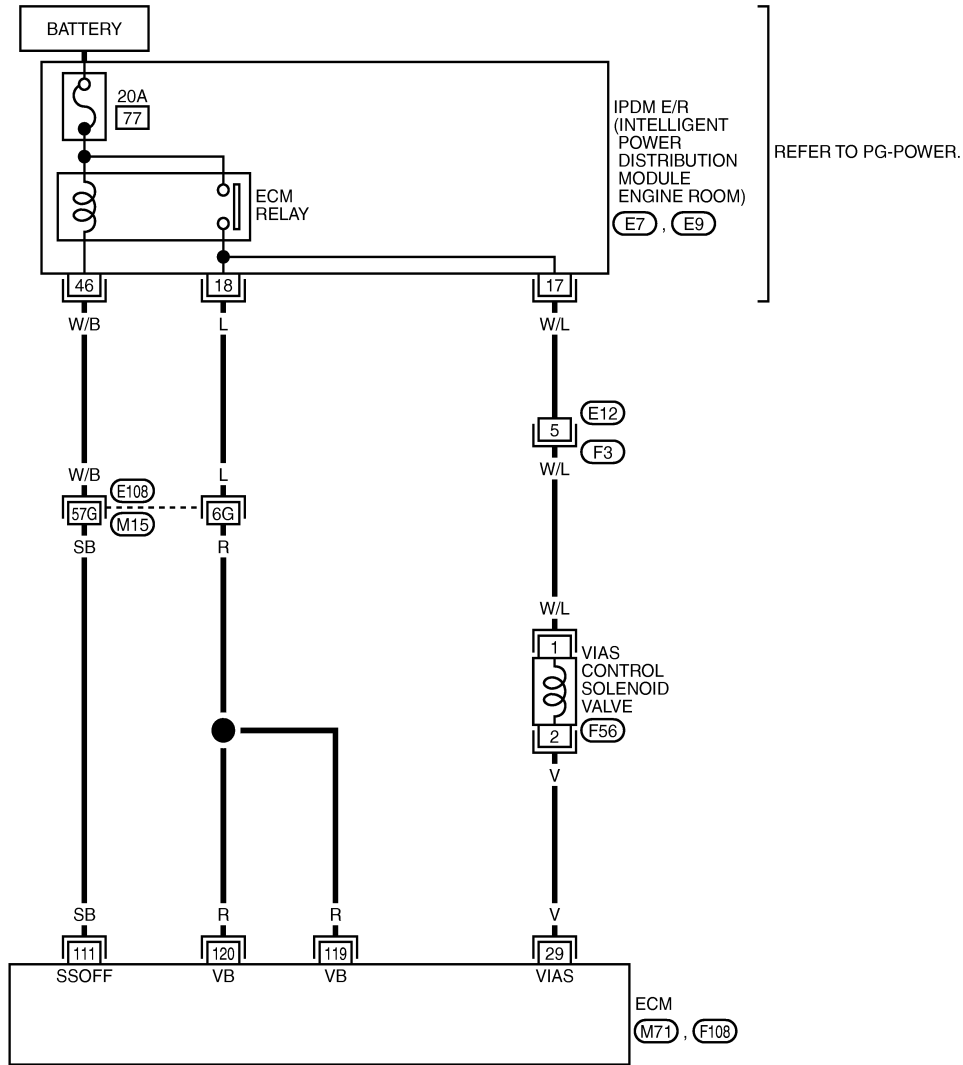 BATTERY
20A
77
IPDM E/R
(INTELLIGENT
POWER
DISTRIBUTION
MODULE
ENGINE ROOM)
E7 , E9
REFER TO PG-POWER.
ECM
RELAY
46 18 17
W/B L W/L
E12
5
F3
W/B L W/L
E108
57G 6G
M15
SB R
W/L
1
VIAS
CONTROL
SOLENOID
VALVE
2 F56
V
SB R R V
111 120 119 29
SSOFF VB VB VIAS
ECM
M71 , F108